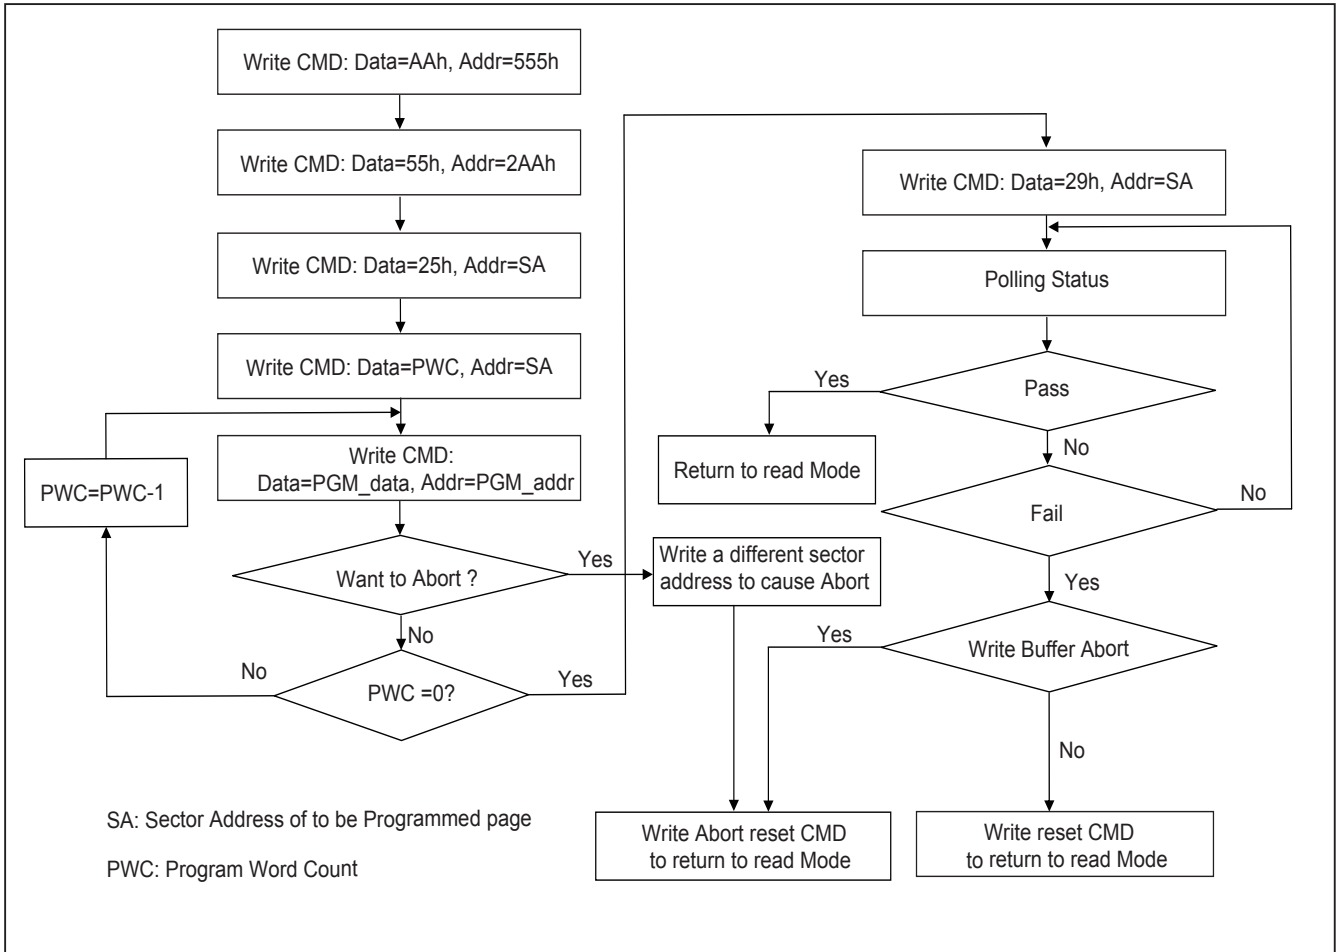 Write CMD: Data=AAh, Addr=555h
Write CMD: Data=55h, Addr=2AAh
Write CMD: Data=25h, Addr=SA
Write CMD: Data=PWC, Addr=SA
Write CMD:
Data=PGM_data, Addr=PGM_addr
PWC=PWC-1
Want to Abort ?
Yes
No
PWC =0?
No
Yes
Write a different sector
address to cause Abort
Write CMD: Data=29h, Addr=SA
Polling Status
Pass
Yes
No
Return to read Mode
Fail
No
Yes
Write Buffer Abort
Yes
No
Write Abort reset CMD
to return to read Mode
Write reset CMD
to return to read Mode
SA: Sector Address of to be Programmed page
PWC: Program Word Count